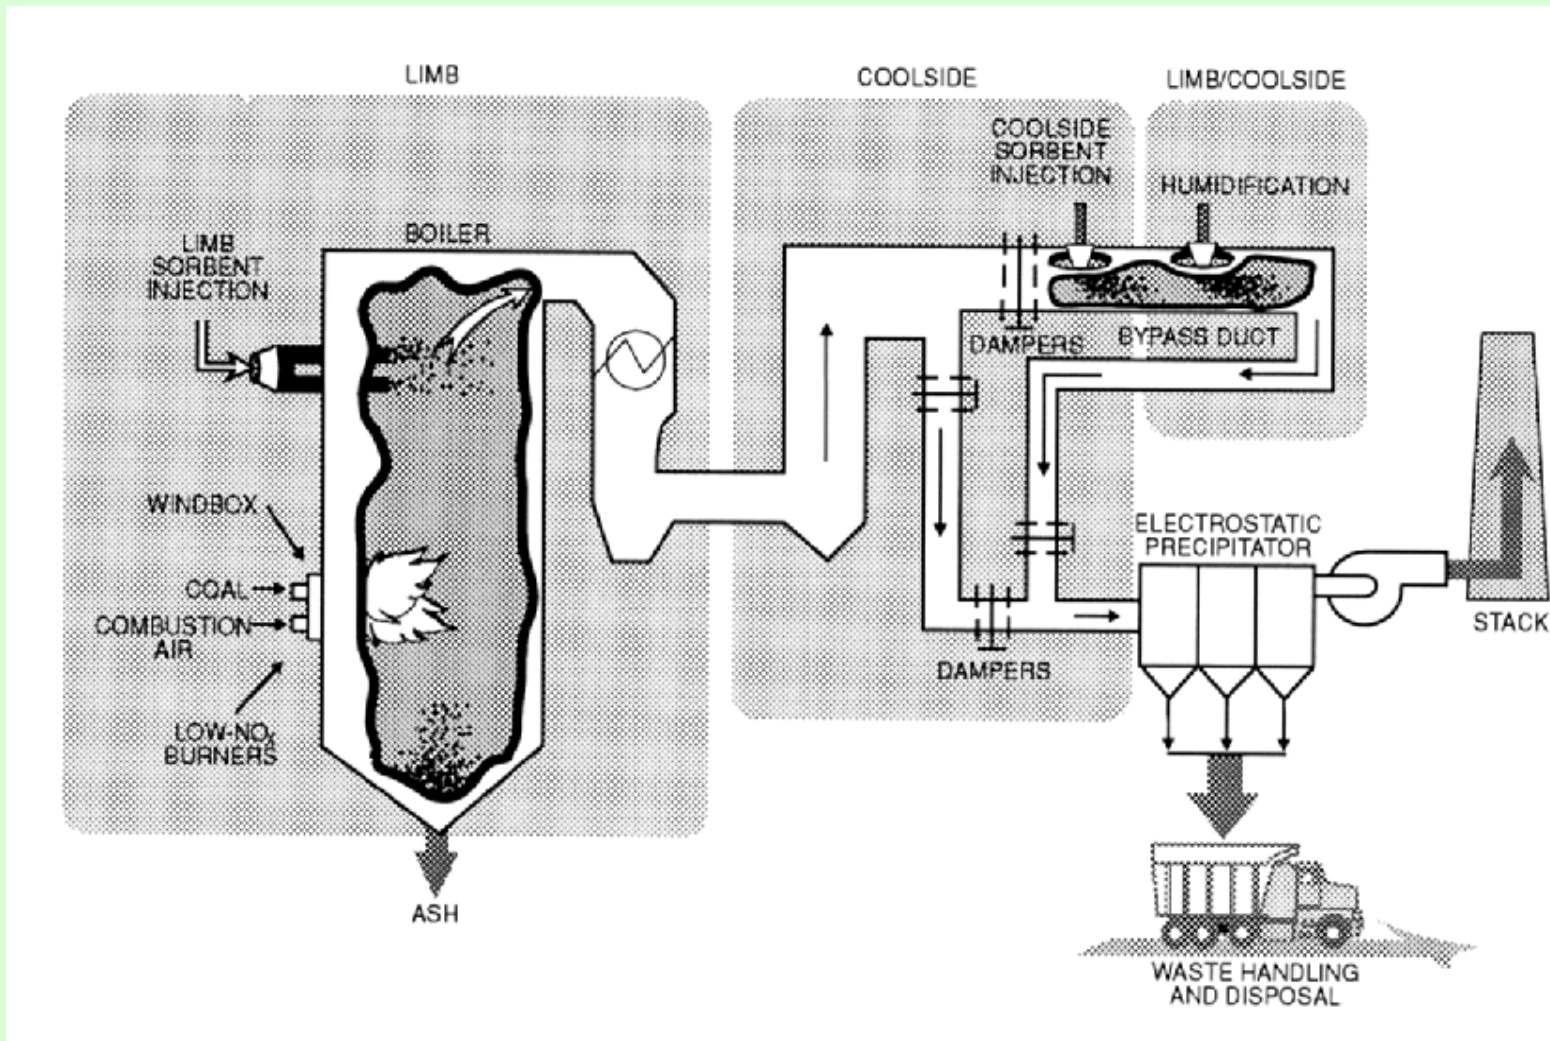 LIMB
COOLSIDE
LIMB/COOLSIDE
COOLSIDE
SORBENT
INJECTION
HUMIDIFICATION
BOILER
LIMB
SORBENT
INJECTION
DAMPERS
BYPASS DUCT
WINDBOX
ELECTROSTATIC
PRECIPITATOR
COAL
COMBUSTION
AIR
STACK
DAMPERS
LOW-NOx
BURNERS
ASH
WASTE HANDLING
AND DISPOSAL